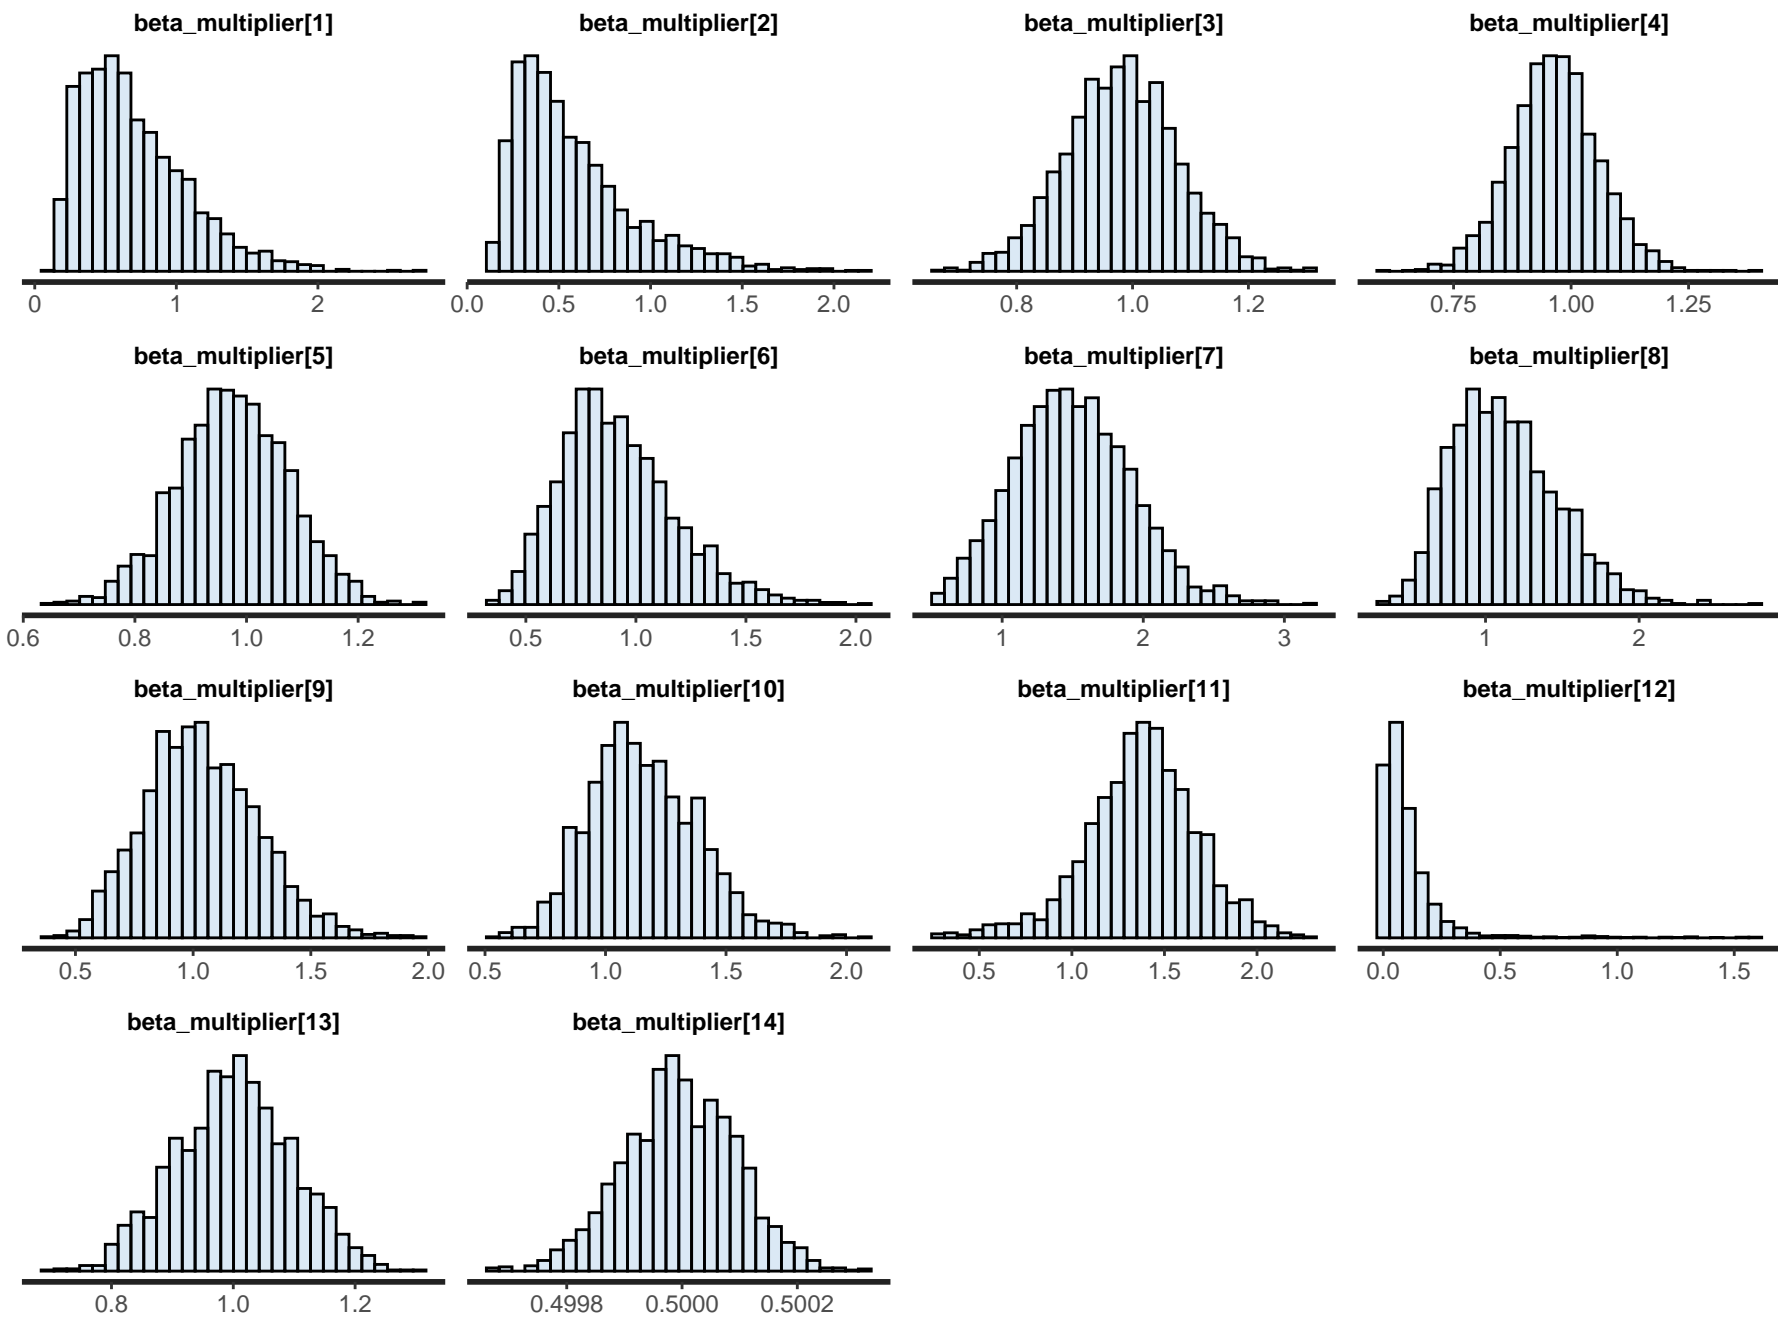 beta_multiplier[1] beta_multiplier[2] beta_multiplier[3] beta_multiplier[4]
0 1 2 0.0 0.5 1.0 1.5 2.0 0.8 1.0 1.2 0.75 1.00 1.25
beta_multiplier[5] beta_multiplier[6] beta_multiplier[7] beta_multiplier[8]
0.6 0.8 1.0 1.2 0.5 1.0 1.5 2.0 1 2 3 1 2
beta_multiplier[9] beta_multiplier[10] beta_multiplier[11] beta_multiplier[12]
0.5 1.0 1.5 2.0 0.5 1.0 1.5 2.0 0.5 1.0 1.5 2.0 0.0 0.5 1.0 1.5
beta_multiplier[13] beta_multiplier[14]
0.8 1.0 1.2 0.4998 0.5000 0.5002